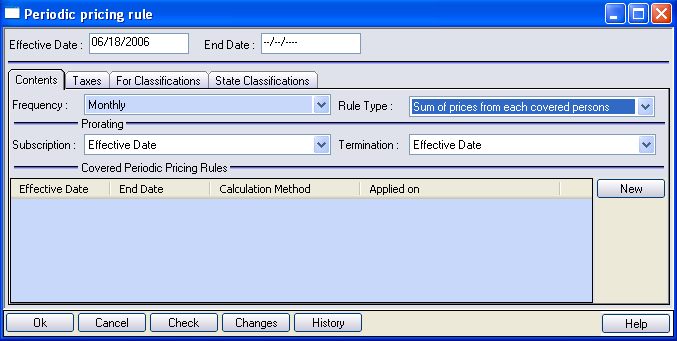 Periodic pricing rule
Effective Date : 06/18/2006 End Date : --/--/----
Contents Taxes For Classifications State Classifications
Frequency : Monthly Rule Type : Sum of prices from each covered persons
Prorating
Subscription : Effective Date Termination : Effective Date
Covered Periodic Pricing Rules
Effective Date End Date Calculation Method Applied on New
Ok Cancel Check Changes History Help